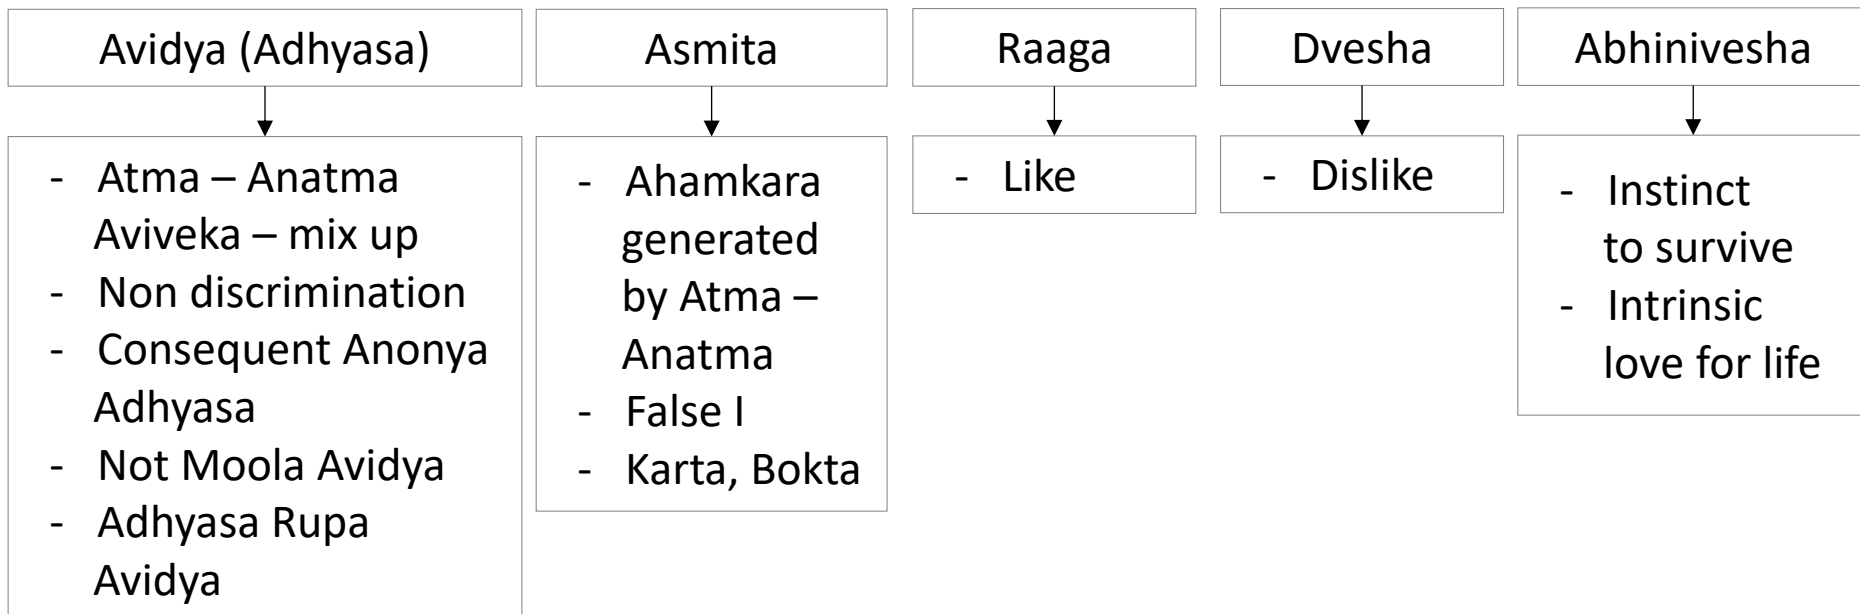 Avidya (Adhyasa)
- Atma – Anatma
Aviveka – mix up
- Non discrimination
- Consequent Anonya
Adhyasa
- Not Moola Avidya
- Adhyasa Rupa
Avidya
Asmita
- Ahamkara
generated
by Atma –
Anatma
- False I
- Karta, Bokta
Raaga
- Like
Dvesha
- Dislike
Abhinivesha
- Instinct
to survive
- Intrinsic
love for life